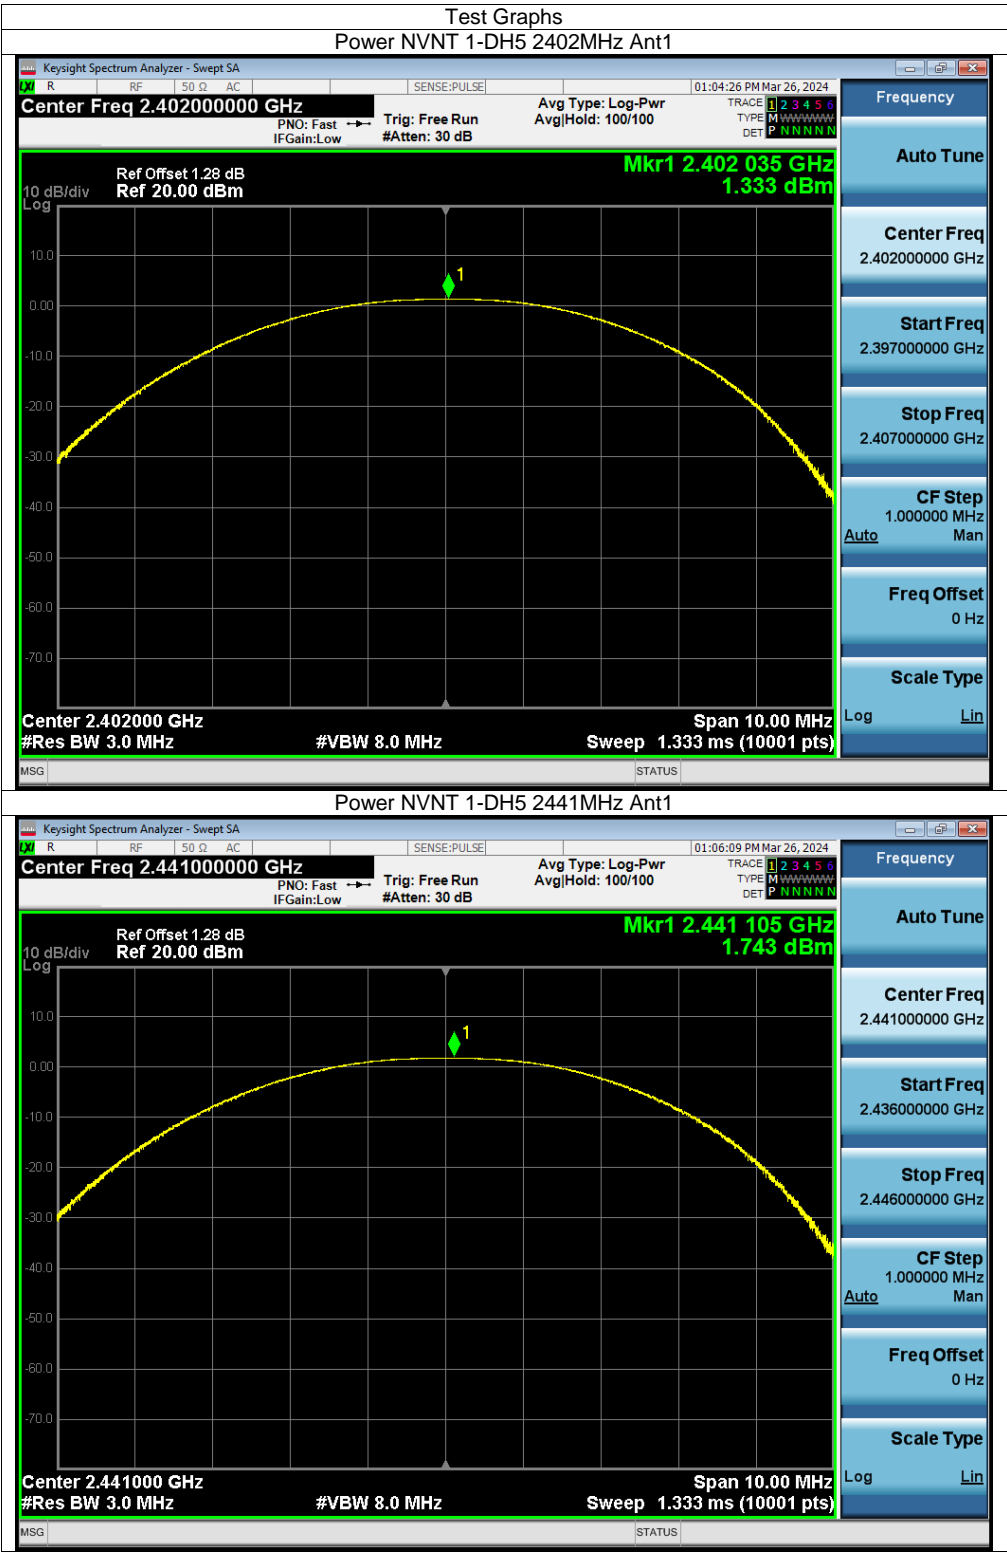 Test Graphs
Power NVNT 1-DH5 2402MHz Ant1
Keysight Spectrum Analyzer - Swept SA
LXI R RF 50 Ω AC SENSE:PULSE 01:04:26 PM Mar 26, 2024
Center Freq 2.402000000 GHz
PNO: Fast
IFGain:Low
Trig: Free Run
#Atten: 30 dB
Avg Type: Log-Pwr
Avg|Hold: 100/100
TRACE 1 2 3 4 5 6
TYPE M WWWWW
DET P N N N N N
Mkr1 2.402 035 GHz
1.333 dBm
Ref Offset 1.28 dB
10 dB/div Ref 20.00 dBm
Log
10.0
0.00
-10.0
-20.0
-30.0
-40.0
-50.0
-60.0
-70.0
1
Center 2.402000 GHz
Span 10.00 MHz
#Res BW 3.0 MHz
#VBW 8.0 MHz
Sweep 1.333 ms (10001 pts)
MSG
STATUS
Frequency
Auto Tune
Center Freq
2.402000000 GHz
Start Freq
2.397000000 GHz
Stop Freq
2.407000000 GHz
CF Step
1.000000 MHz
Auto Man
Freq Offset
0 Hz
Scale Type
Log Lin
Power NVNT 1-DH5 2441MHz Ant1
Keysight Spectrum Analyzer - Swept SA
LXI R RF 50 Ω AC SENSE:PULSE 01:06:09 PM Mar 26, 2024
Center Freq 2.441000000 GHz
PNO: Fast
IFGain:Low
Trig: Free Run
#Atten: 30 dB
Avg Type: Log-Pwr
Avg|Hold: 100/100
TRACE 1 2 3 4 5 6
TYPE M WWWWW
DET P N N N N N
Mkr1 2.441 105 GHz
1.743 dBm
Ref Offset 1.28 dB
10 dB/div Ref 20.00 dBm
Log
10.0
0.00
-10.0
-20.0
-30.0
-40.0
-50.0
-60.0
-70.0
1
Center 2.441000 GHz
Span 10.00 MHz
#Res BW 3.0 MHz
#VBW 8.0 MHz
Sweep 1.333 ms (10001 pts)
MSG
STATUS
Frequency
Auto Tune
Center Freq
2.441000000 GHz
Start Freq
2.436000000 GHz
Stop Freq
2.446000000 GHz
CF Step
1.000000 MHz
Auto Man
Freq Offset
0 Hz
Scale Type
Log Lin